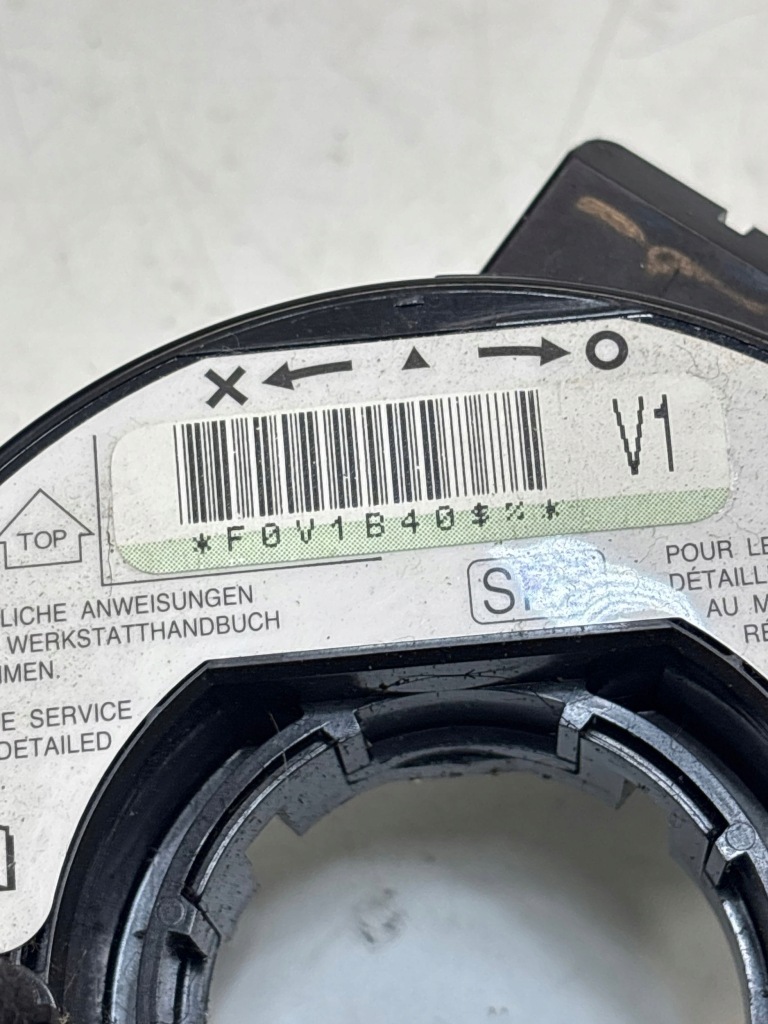 V1
*F0V1B40$%*
TOP
LICHE ANWEISUNGEN
WERKSTATTHANDBUCH
MEN.
E SERVICE
DETAILED
POUR LE
DÉTAILL
AU M
RÉ